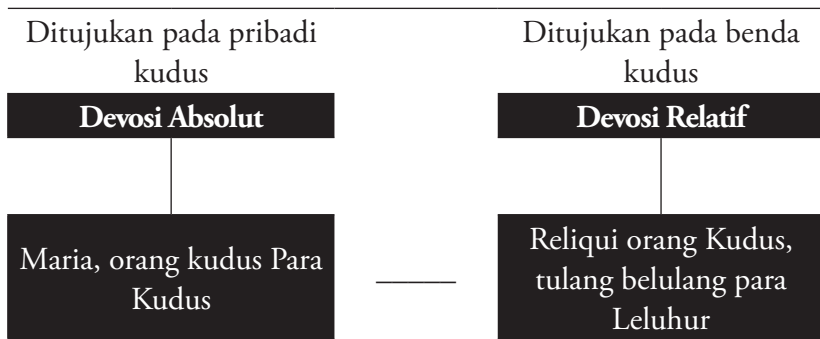 Ditujukan pada pribadi
kudus
Devosi Absolut
Maria, orang kudus Para
Kudus
Ditujukan pada benda
kudus
Devosi Relatif
Reliqui orang Kudus,
tulang belulang para
Leluhur